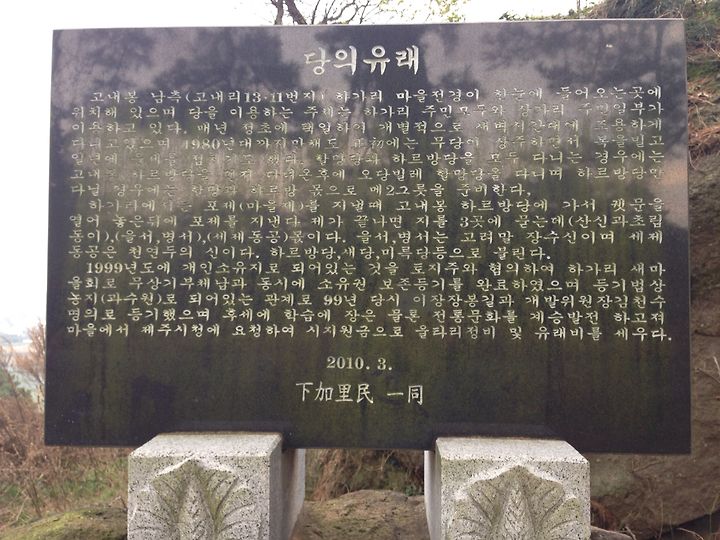 당의유래
고내봉 남측(고내리13-11번지) 하가리 마을전경이 한눈에 들어오는곳에
위치해 있으며 당을 이용하는 주체는 하가리 주민모두와 상가리 주민일부가
이용하고 있다. 매년 정초에 택일하여 개별적으로 새벽시간대에 조용하게
다니고있으며 1980년대까지만해도 무당이 상주하면서 복을빌고
일년에 했다. 할망당과 하르방당을 모두 다니는 경우에는
고내봉 하르방당을 먼저 다녀온후에 오당빌레 할망당을 다니며 하르방당만
다닐 경우에는 할망과 하르방 몫으로 메2그릇을 준비한다.
하가리에서는 포제(마을제)를 지낼때 고내봉 하르방당에 가서 궷문을
열어 놓은뒤에 포제를 지낸다. 제가 끝나면 지를 3곳에 묻는데(산신과초립
동이),(을서,병서),(세제동공)몫이다. 을서,병서는 고려말 장수신이며 세제
동공은 천연두의 신이다. 하르방당,새당,미륵당등으로 불린다.
1999년도에 개인소유지로 되어있는 것을 토지주와 협의하여 하가리 새마
을회로 무상기부체납과 동시에 소유권 보존등기를 완료하였으며 등기법상
농지(과수원)로 되어있는 관계로 99년 당시 이장장봉길과 개발위원장김천수
명의로 등기했으며 후세에 학습에 장은 물론 전통문화를 계승발전 하고져
마을에서 제주시청에 요청하여 시지원금으로 울타리정비 및 유래비를 세우다.
2010. 3.
下加里民 一同